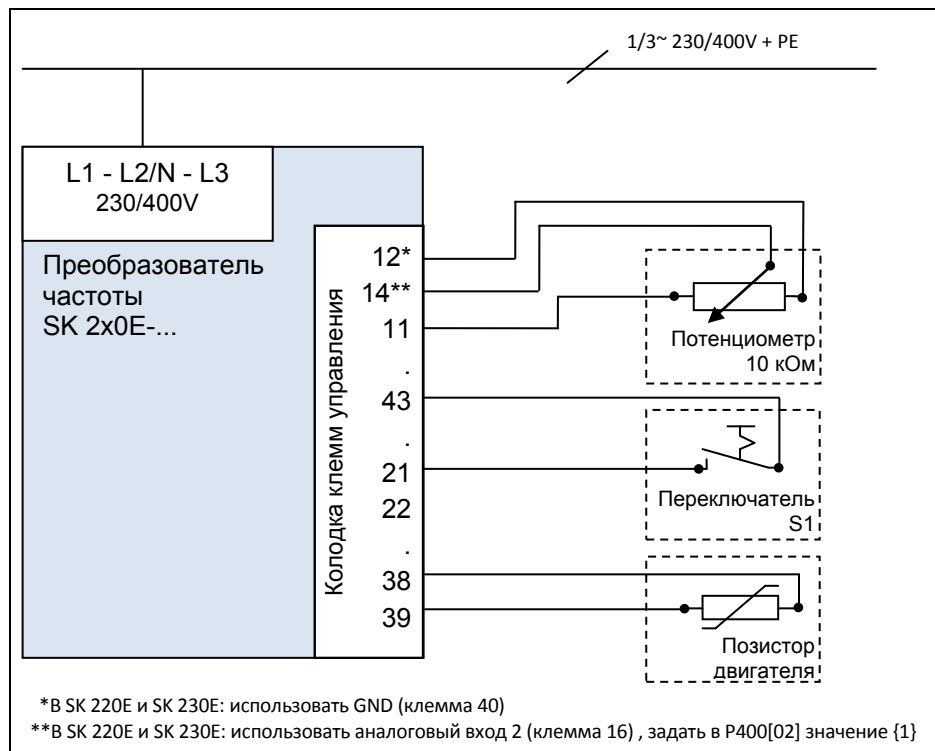 1/3~ 230/400V + PE
L1 - L2/N - L3
230/400V
Преобразователь
частоты
SK 2x0E-...
Колодка клемм управления
12*
14**
11
.
43
.
21
22
.
38
39
Потенциометр
10 кОм
Переключатель
S1
Позистор
двигателя
*В SK 220E и SK 230E: использовать GND (клемма 40)
**В SK 220E и SK 230E: использовать аналоговый вход 2 (клемма 16) , задать в P400[02] значение {1}